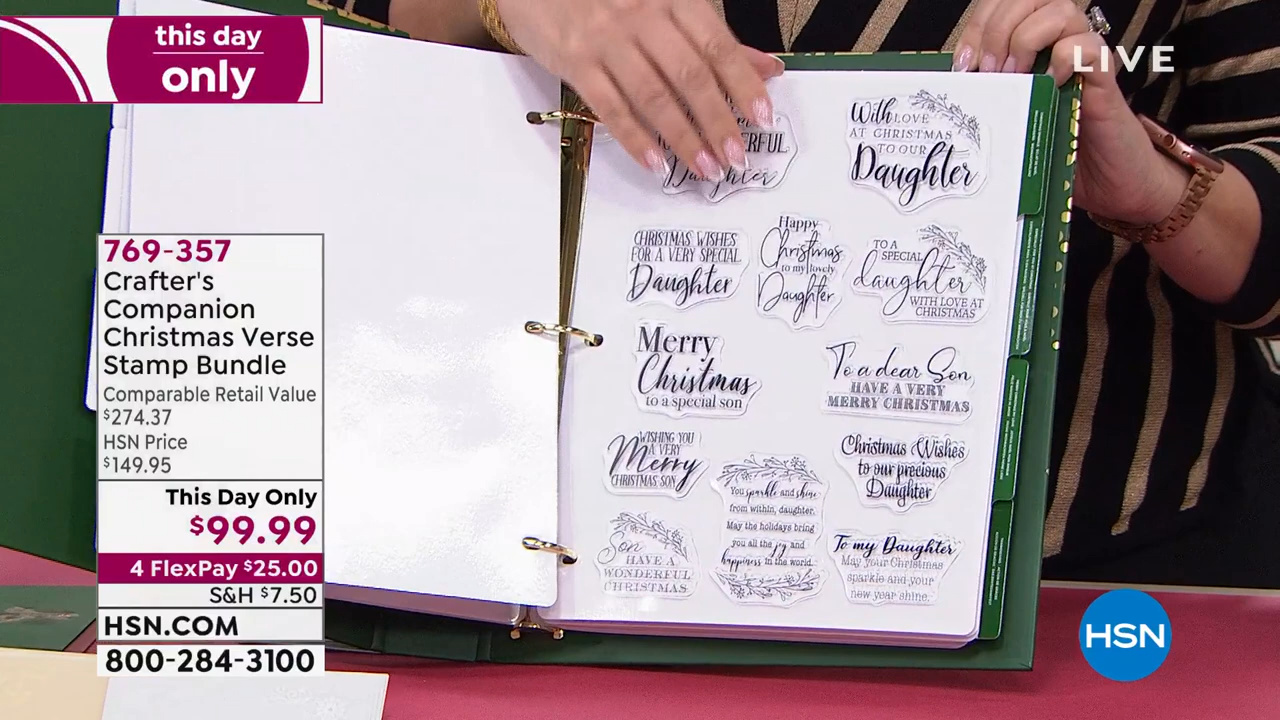 this day
only
LIVE
769-357
Crafter's
Companion
Christmas Verse
Stamp Bundle
Comparable Retail Value
$274.37
HSN Price
$149.95
This Day Only
$99.99
4 FlexPay $25.00
S&H $7.50
HSN.COM
800-284-3100
Daughter
With LOVE
AT CHRISTMAS
TO OUR
Daughter
CHRISTMAS WISHES
FOR A VERY SPECIAL
Daughter
Happy
Christmas
to my lovely
Daughter
TO A
SPECIAL
daughter
WITH LOVE AT
CHRISTMAS
Merry
Christmas
to a special son
To a dear Son,
HAVE A VERY
MERRY CHRISTMAS
WISHING YOU
A VERY
Merry
CHRISTMAS SON
You sparkle and shine
from within, daughter.
May the holidays bring
you all the joy and
happiness in the world.
Christmas Wishes
to our precious
Daughter
Son
HAVE A
WONDERFUL
CHRISTMAS
To my Daughter
May your Christmas
sparkle and your
new year shine.
HSN